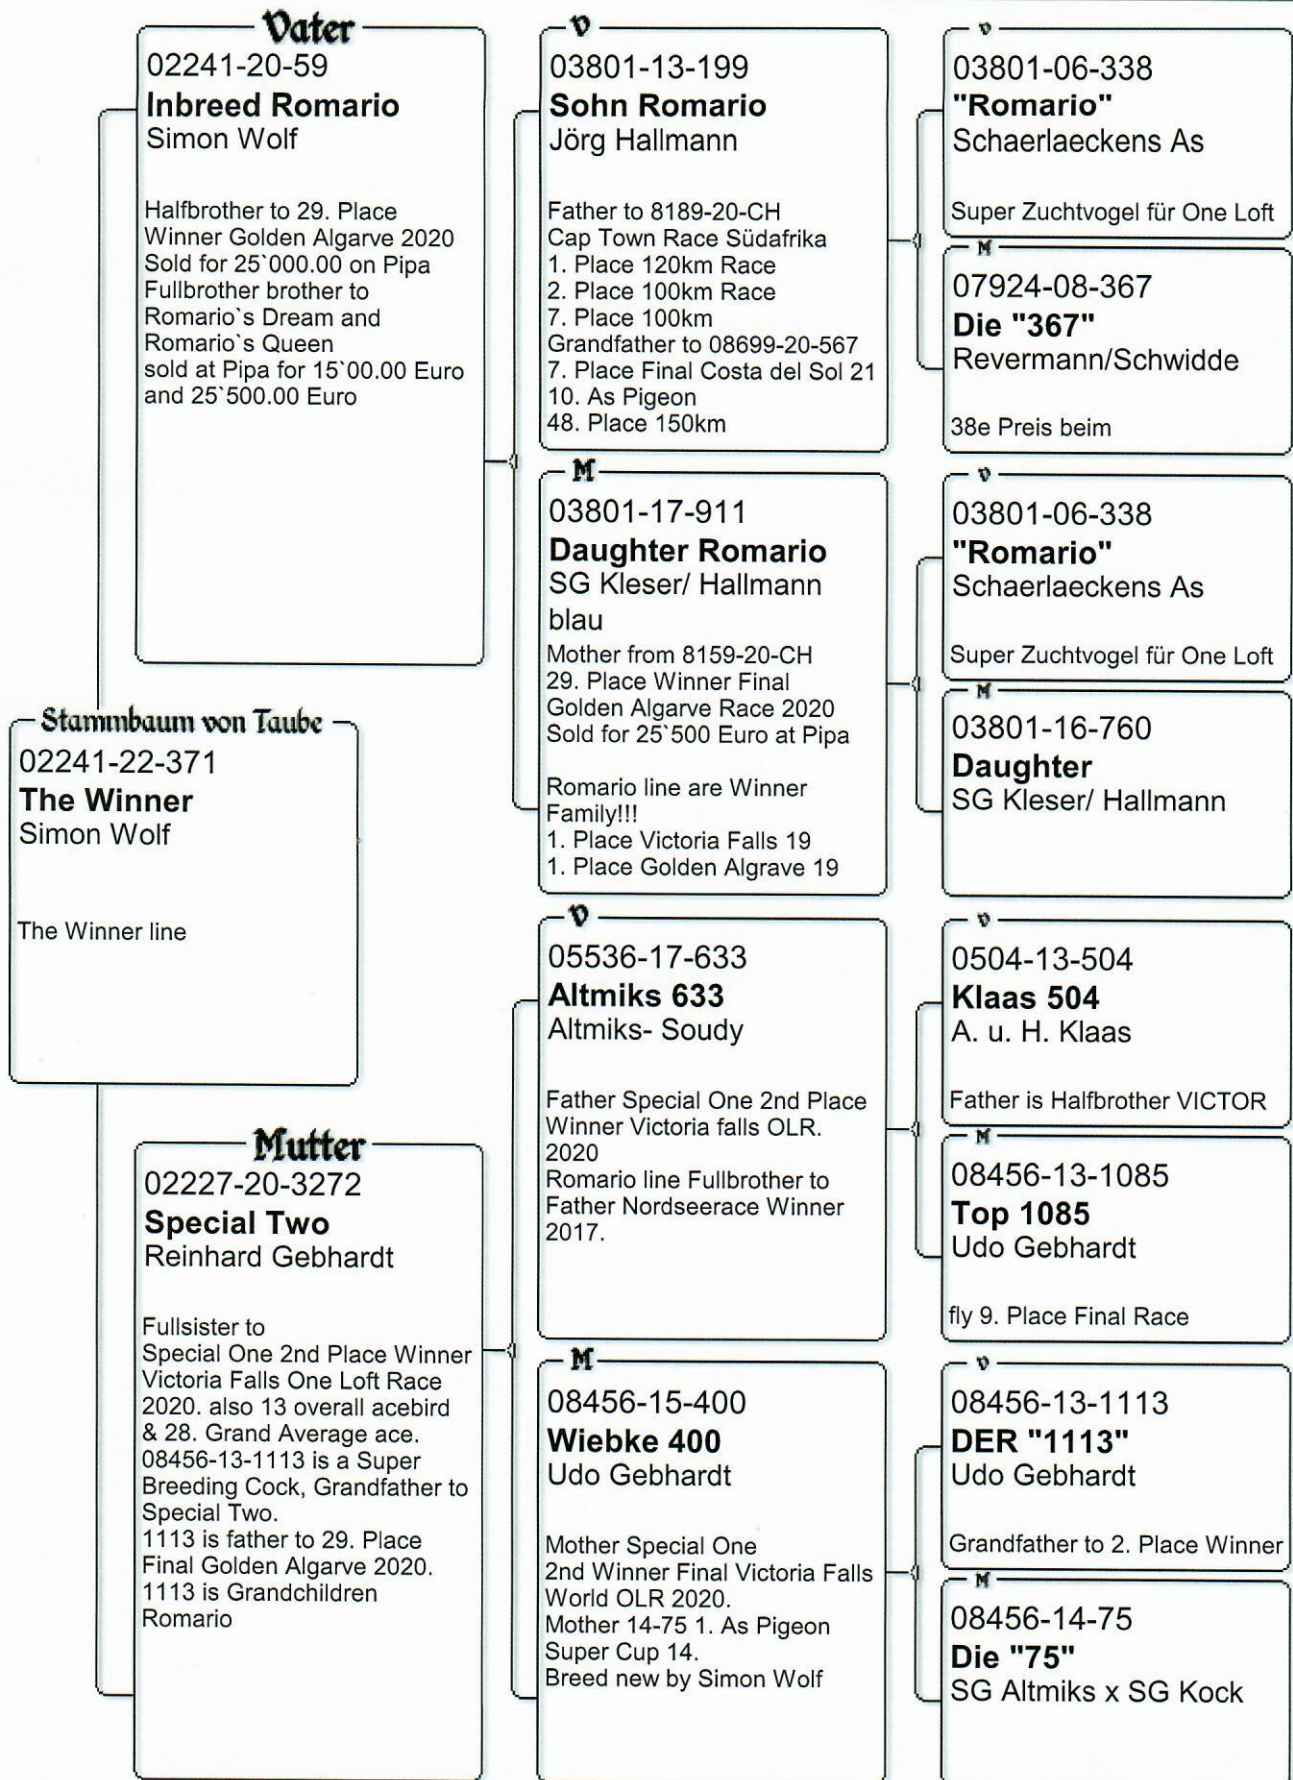 Vater
02241-20-59
Inbreed Romario
Simon Wolf
Halfbrother to 29. Place
Winner Golden Algarve 2020
Sold for 25`000.00 on Pipa
Fullbrother brother to
Romario`s Dream and
Romario`s Queen
sold at Pipa for 15`00.00 Euro
and 25`500.00 Euro
V
03801-13-199
Sohn Romario
Jörg Hallmann
Father to 8189-20-CH
Cap Town Race Südafrika
1. Place 120km Race
2. Place 100km Race
7. Place 100km
Grandfather to 08699-20-567
7. Place Final Costa del Sol 21
10. As Pigeon
48. Place 150km
V
03801-06-338
"Romario"
Schaerlaeckens As
Super Zuchtvogel für One Loft
M
07924-08-367
Die "367"
Revermann/Schwidde
38e Preis beim
M
03801-17-911
Daughter Romario
SG Kleser/ Hallmann
blau
Mother from 8159-20-CH
29. Place Winner Final
Golden Algarve Race 2020
Sold for 25`500 Euro at Pipa
Romario line are Winner
Family!!!
1. Place Victoria Falls 19
1. Place Golden Algrave 19
V
03801-06-338
"Romario"
Schaerlaeckens As
Super Zuchtvogel für One Loft
M
03801-16-760
Daughter
SG Kleser/ Hallmann
Stammbaum von Taube
02241-22-371
The Winner
Simon Wolf
The Winner line
Mutter
02227-20-3272
Special Two
Reinhard Gebhardt
Fullsister to
Special One 2nd Place Winner
Victoria Falls One Loft Race
2020. also 13 overall acebird
& 28. Grand Average ace.
08456-13-1113 is a Super
Breeding Cock, Grandfather to
Special Two.
1113 is father to 29. Place
Final Golden Algarve 2020.
1113 is Grandchildren
Romario
V
05536-17-633
Altmiks 633
Altmiks- Soudy
Father Special One 2nd Place
Winner Victoria falls OLR.
2020
Romario line Fullbrother to
Father Nordseerace Winner
2017.
V
0504-13-504
Klaas 504
A. u. H. Klaas
Father is Halfbrother VICTOR
M
08456-13-1085
Top 1085
Udo Gebhardt
fly 9. Place Final Race
M
08456-15-400
Wiebke 400
Udo Gebhardt
Mother Special One
2nd Winner Final Victoria Falls
World OLR 2020.
Mother 14-75 1. As Pigeon
Super Cup 14.
Breed new by Simon Wolf
V
08456-13-1113
DER "1113"
Udo Gebhardt
Grandfather to 2. Place Winner
M
08456-14-75
Die "75"
SG Altmiks x SG Kock